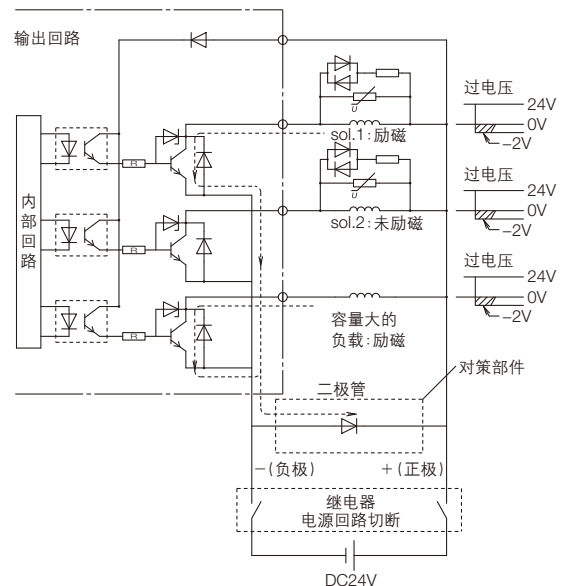 输出回路
内部回路
R
R
R
U
sol.1:励磁
U
sol.2:未励磁
容量大的
负载:励磁
过电压
24V
0V
-2V
过电压
24V
0V
-2V
过电压
24V
0V
-2V
对策部件
二极管
-(负极)
+(正极)
继电器
电源回路切断
DC24V